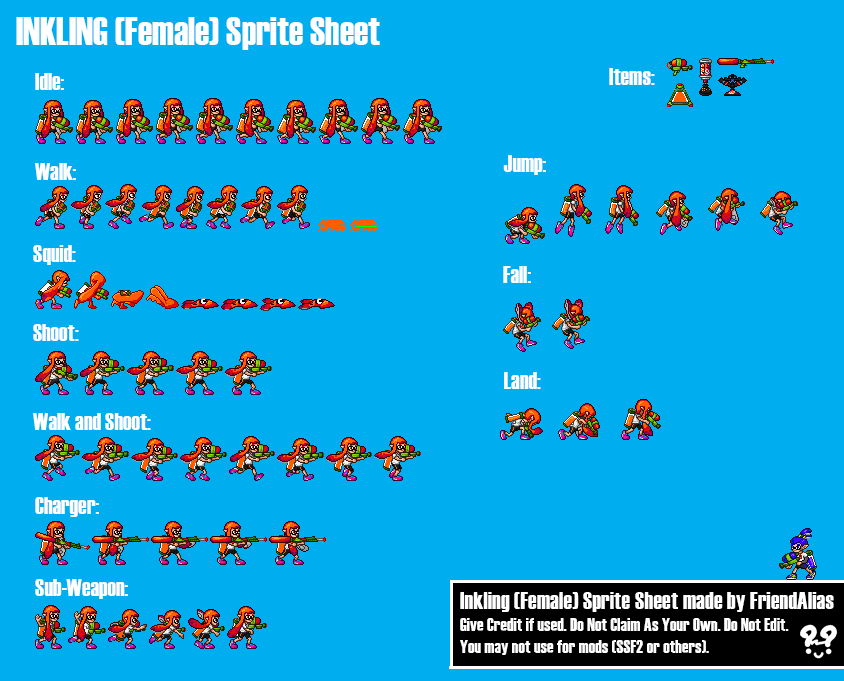 INKLING (Female) Sprite Sheet
Idle:
Items:
Walk:
Jump:
Squid:
Fall:
Shoot:
Land:
Walk and Shoot:
Charger:
Sub-Weapon:
Inkling (Female) Sprite Sheet made by FriendAlias
Give Credit if used. Do Not Claim As Your Own. Do Not Edit.
You may not use for mods (SSF2 or others).